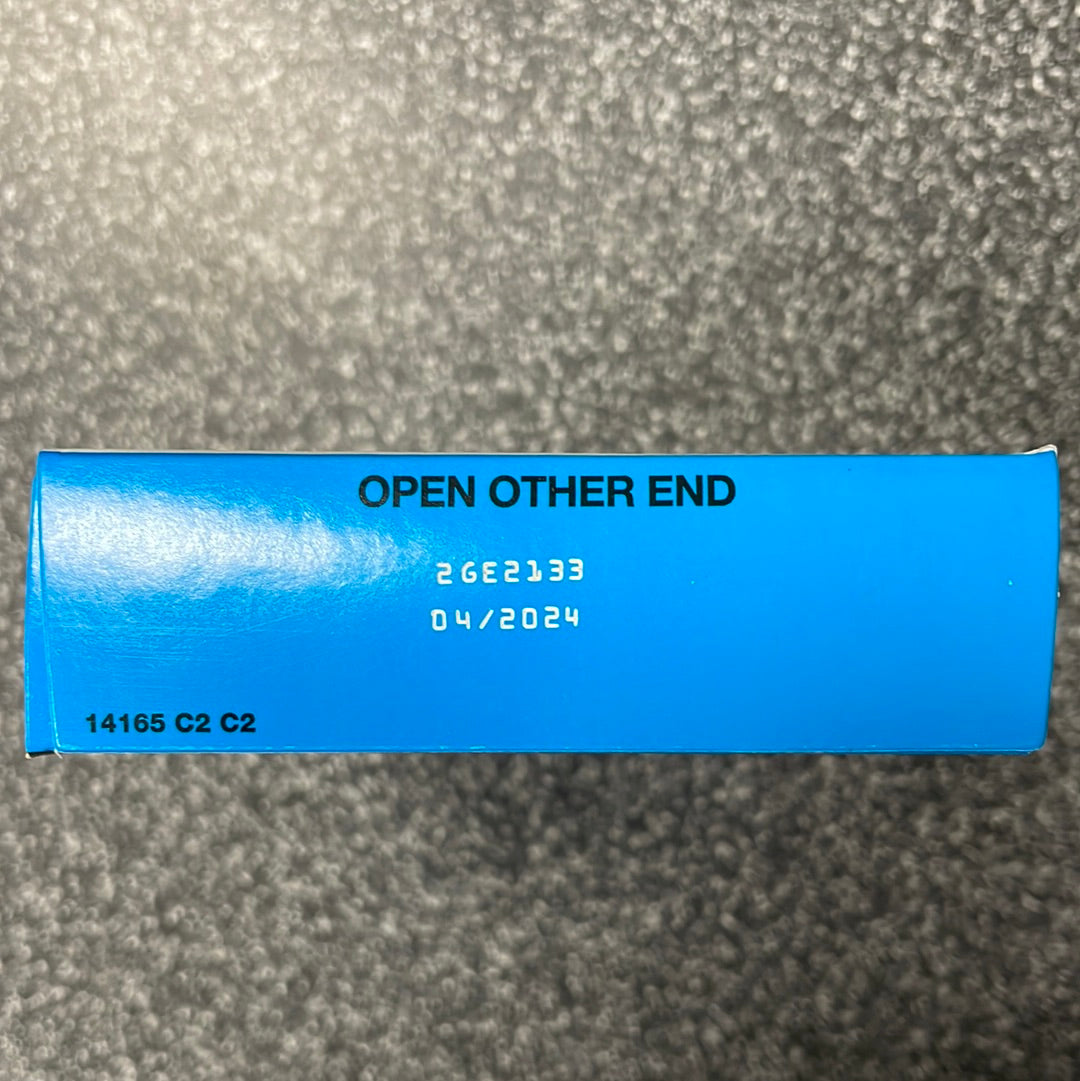 OPEN OTHER END
2GE2133
04/2024
14165 C2 C2